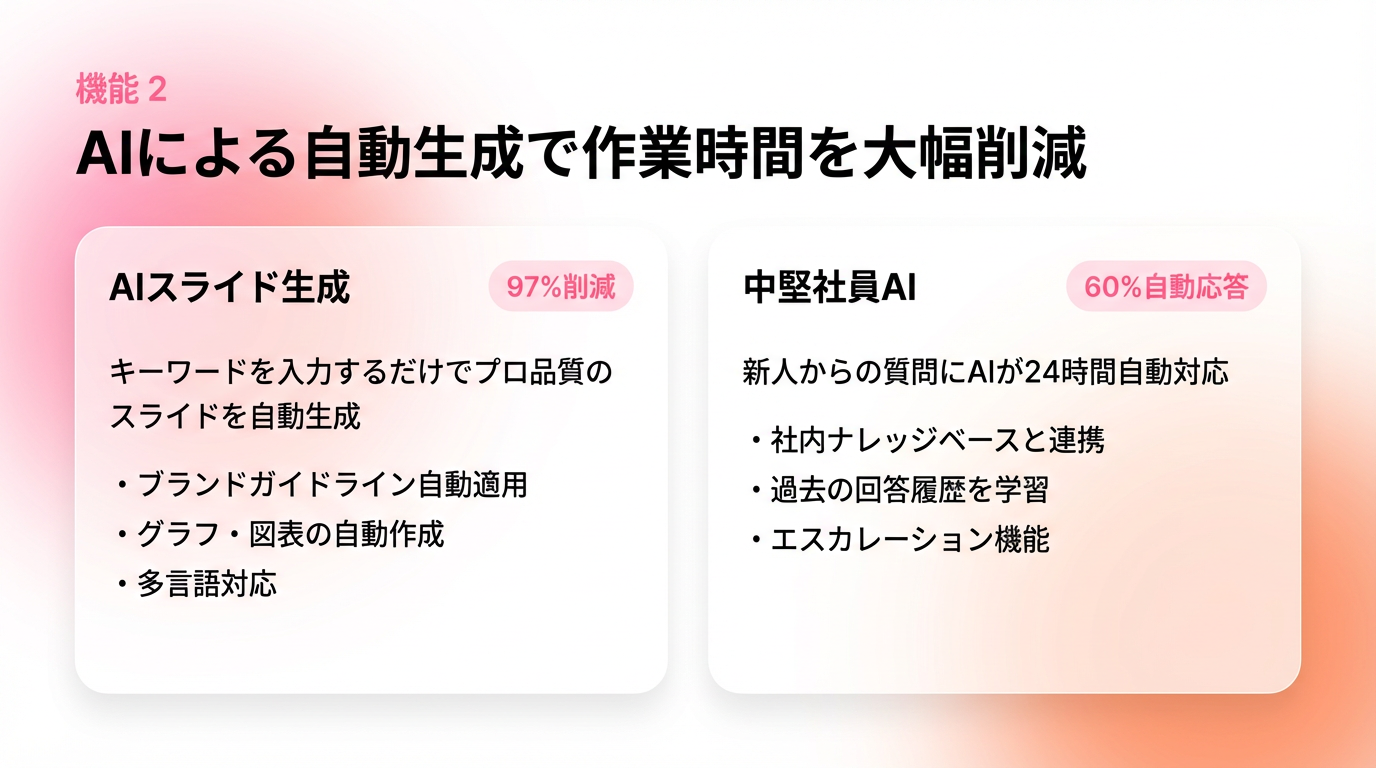 機能 2
AIによる自動生成で作業時間を大幅削減
AIスライド生成
97%削減
キーワードを入力するだけでプロ品質の
スライドを自動生成
・ブランドガイドライン自動適用
・グラフ・図表の自動作成
・多言語対応
中堅社員AI
60%自動応答
新人からの質問にAIが24時間自動対応
・社内ナレッジベースと連携
・過去の回答履歴を学習
・エスカレーション機能